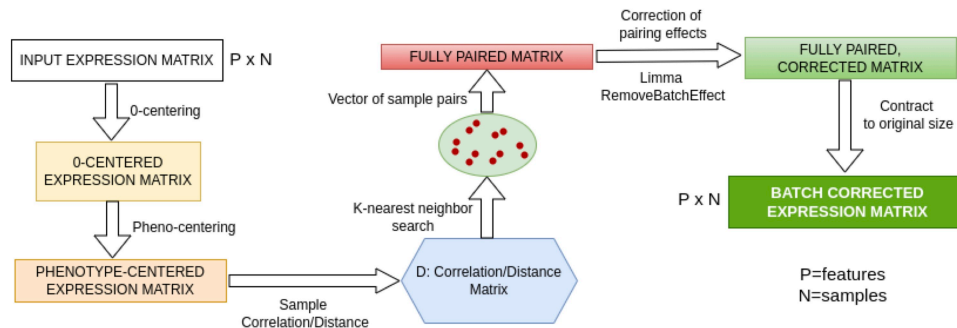 INPUT EXPRESSION MATRIX
P x N
0-centering
0-CENTERED
EXPRESSION MATRIX
Pheno-centering
PHENOTYPE-CENTERED
EXPRESSION MATRIX
Sample
Correlation/Distance
D: Correlation/Distance
Matrix
K-nearest neighbor
search
Vector of sample pairs
FULLY PAIRED MATRIX
Correction of
pairing effects
Limma
RemoveBatchEffect
FULLY PAIRED,
CORRECTED MATRIX
Contract
to original size
P x N
BATCH CORRECTED
EXPRESSION MATRIX
P=features
N=samples